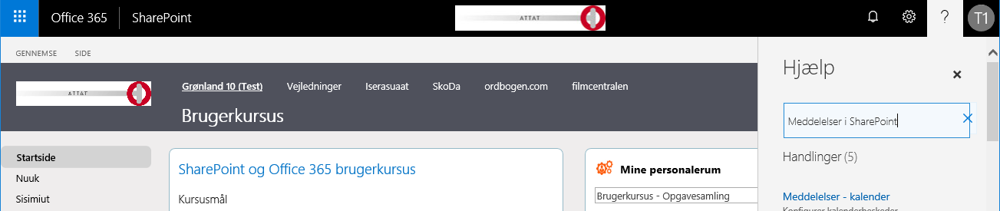 Office 365 SharePoint ATTAT ? T1
GENNEMSE SIDE
Hjælp
ATTAT Grønland 10 (Test) Vejledninger Iserasuaat SkoDa ordbogen.com filmcentralen
Brugerkursus
Meddelelser i SharePoint
Startside
Nuuk
Sisimiut
SharePoint og Office 365 brugerkursus
Kursusmål
Mine personalerum
Brugerkursus - Opgavesamling
Handlinger (5)
Meddelelser - kalender
Konfigurer kalenderbeskeder